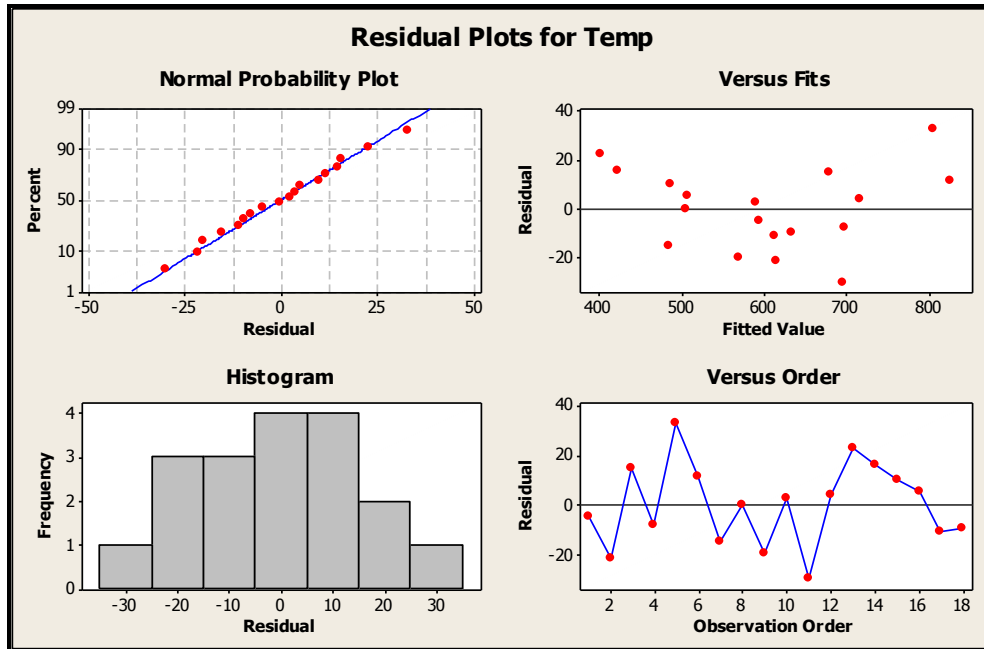 Residual Plots for Temp
Normal Probability Plot
99
90
50
10
1
Percent
-50 -25 0 25 50
Residual
Versus Fits
40
20
0
-20
Residual
400 500 600 700 800
Fitted Value
Histogram
4
3
2
1
0
Frequency
-30 -20 -10 0 10 20 30
Residual
Versus Order
40
20
0
-20
Residual
2 4 6 8 10 12 14 16 18
Observation Order